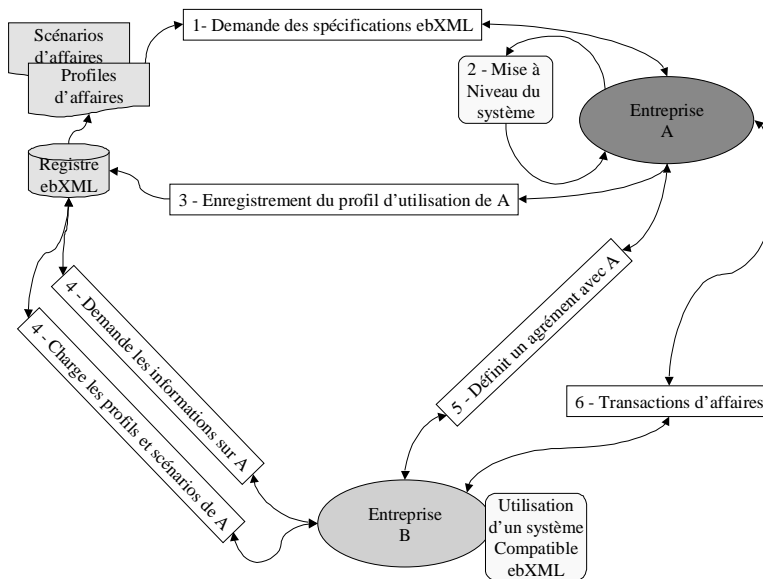 1- Demande des spécifications ebXML
Scénarios
d'affaires
Profiles
d'affaires
2 - Mise à
Niveau du
système
Entreprise
A
Registre
ebXML
3 - Enregistrement du profil d'utilisation de A
4 - Demande les informations sur A
4 - Charge les profils et scénarios de A
5 - Définit un agrément avec A
6 - Transactions d'affaires
Entreprise
B
Utilisation
d'un système
Compatible
ebXML